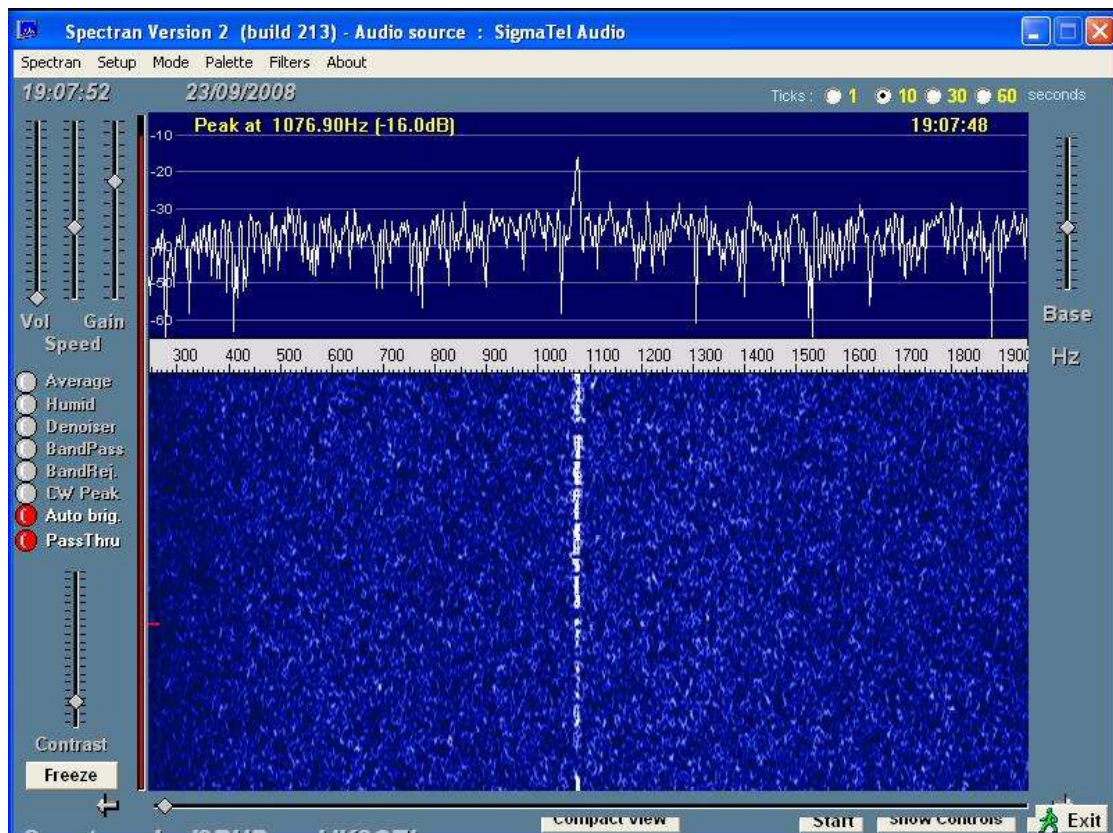 Spectran Version 2 (build 213) - Audio source : SigmaTel Audio
Spectran Setup Mode Palette Filters About
19:07:52 23/09/2008 Ticks : 1 10 30 60 seconds
Peak at 1076.90Hz (-16.0dB) 19:07:48
-10
-20
-30
-40
-50
-60
Vol Gain
Speed
Base
300 400 500 600 700 800 900 1000 1100 1200 1300 1400 1500 1600 1700 1800 1900
Hz
Average
Humid
Denoiser
BandPass
BandRej.
CW Peak
Auto brig.
PassThru
Contrast
Freeze
Compact View Start Show Controls Exit